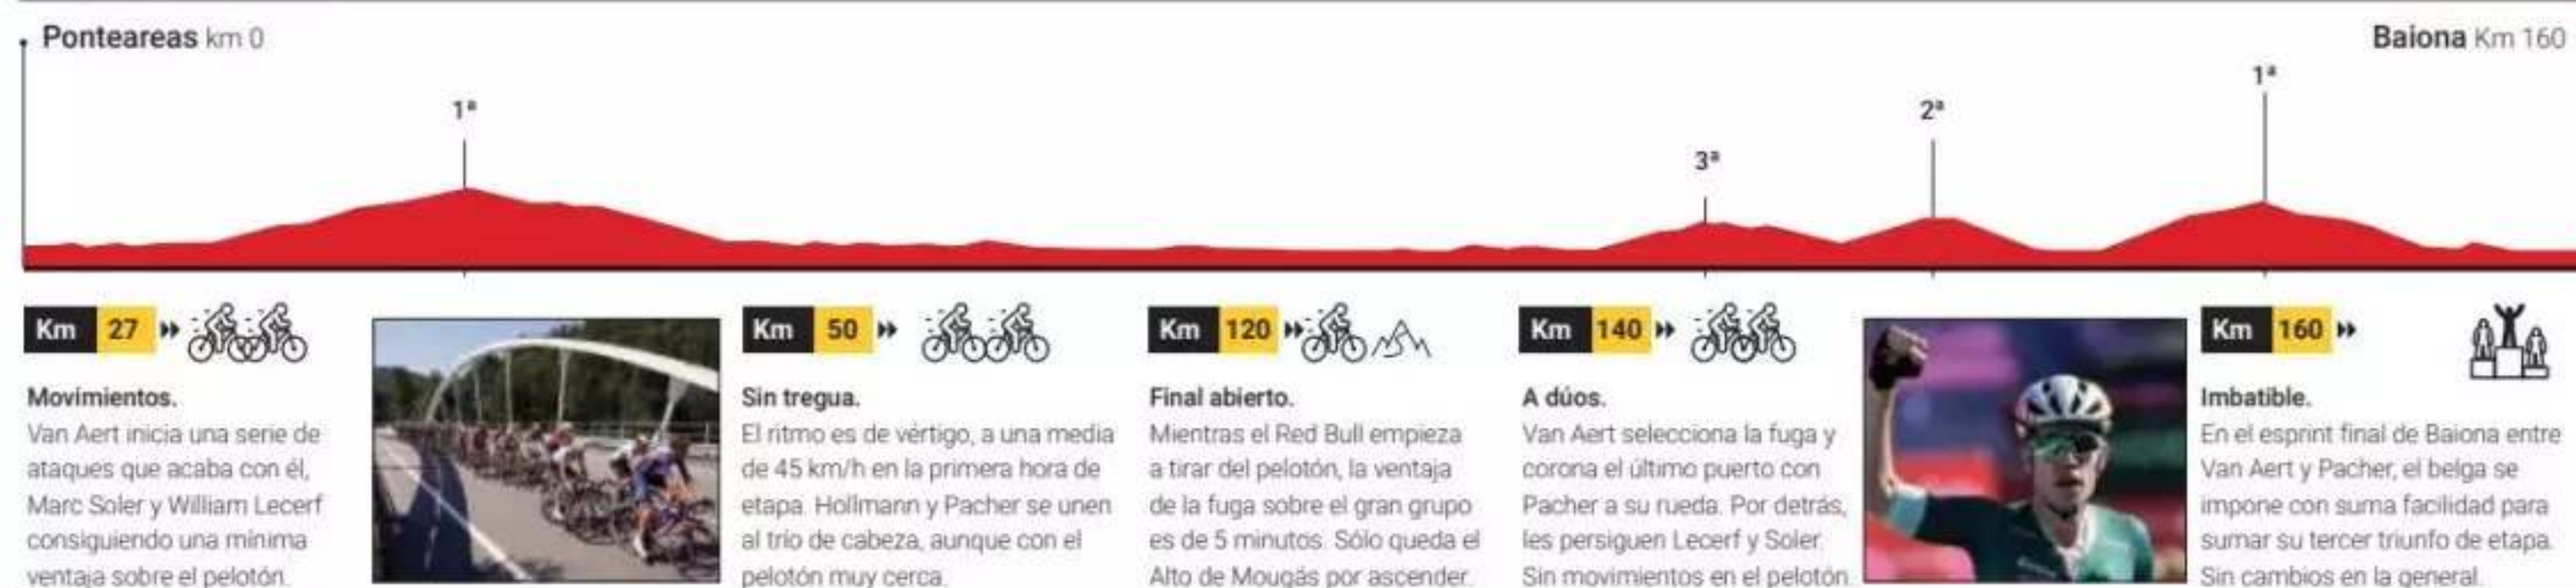 Ponteareas km 0
Baiona Km 160
1ª
3ª
2ª
1ª
Km 27
Movimientos.
Van Aert inicia una serie de
ataques que acaba con él,
Marc Soler y William Lecerf
consiguiendo una mínima
ventaja sobre el pelotón.
Km 50
Sin tregua.
El ritmo es de vértigo, a una media
de 45 km/h en la primera hora de
etapa. Hollmann y Pacher se unen
al trío de cabeza, aunque con el
pelotón muy cerca.
Km 120
Final abierto.
Mientras el Red Bull empieza
a tirar del pelotón, la ventaja
de la fuga sobre el gran grupo
es de 5 minutos. Sólo queda el
Alto de Mougás por ascender.
Km 140
A dúos.
Van Aert selecciona la fuga y
corona el último puerto con
Pacher a su rueda. Por detrás,
les persiguen Lecerf y Soler.
Sin movimientos en el pelotón.
Km 160
Imbatible.
En el esprint final de Baiona entre
Van Aert y Pacher, el belga se
impone con suma facilidad para
sumar su tercer triunfo de etapa.
Sin cambios en la general.